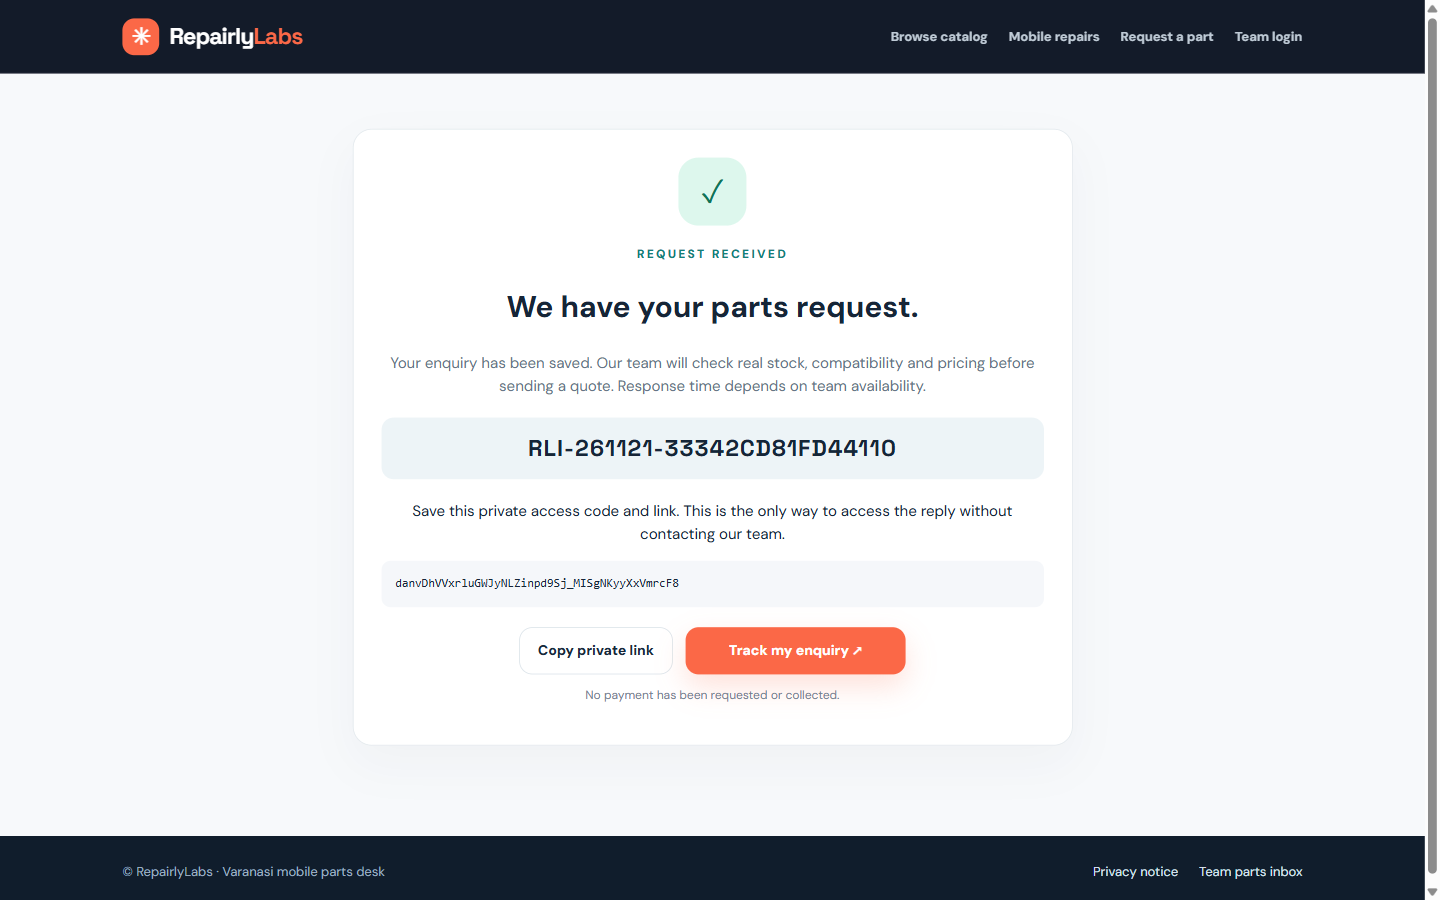 RepairlyLabs
Browse catalog Mobile repairs Request a part Team login
REQUEST RECEIVED
We have your parts request.
Your enquiry has been saved. Our team will check real stock, compatibility and pricing before
sending a quote. Response time depends on team availability.
RLI-261121-33342CD81FD44110
Save this private access code and link. This is the only way to access the reply without
contacting our team.
danvDhVVxrluGWJyNLZinpd9Sj_MISgNKyyXxVmrcF8
Copy private link Track my enquiry ↗
No payment has been requested or collected.
© RepairlyLabs · Varanasi mobile parts desk Privacy notice Team parts inbox